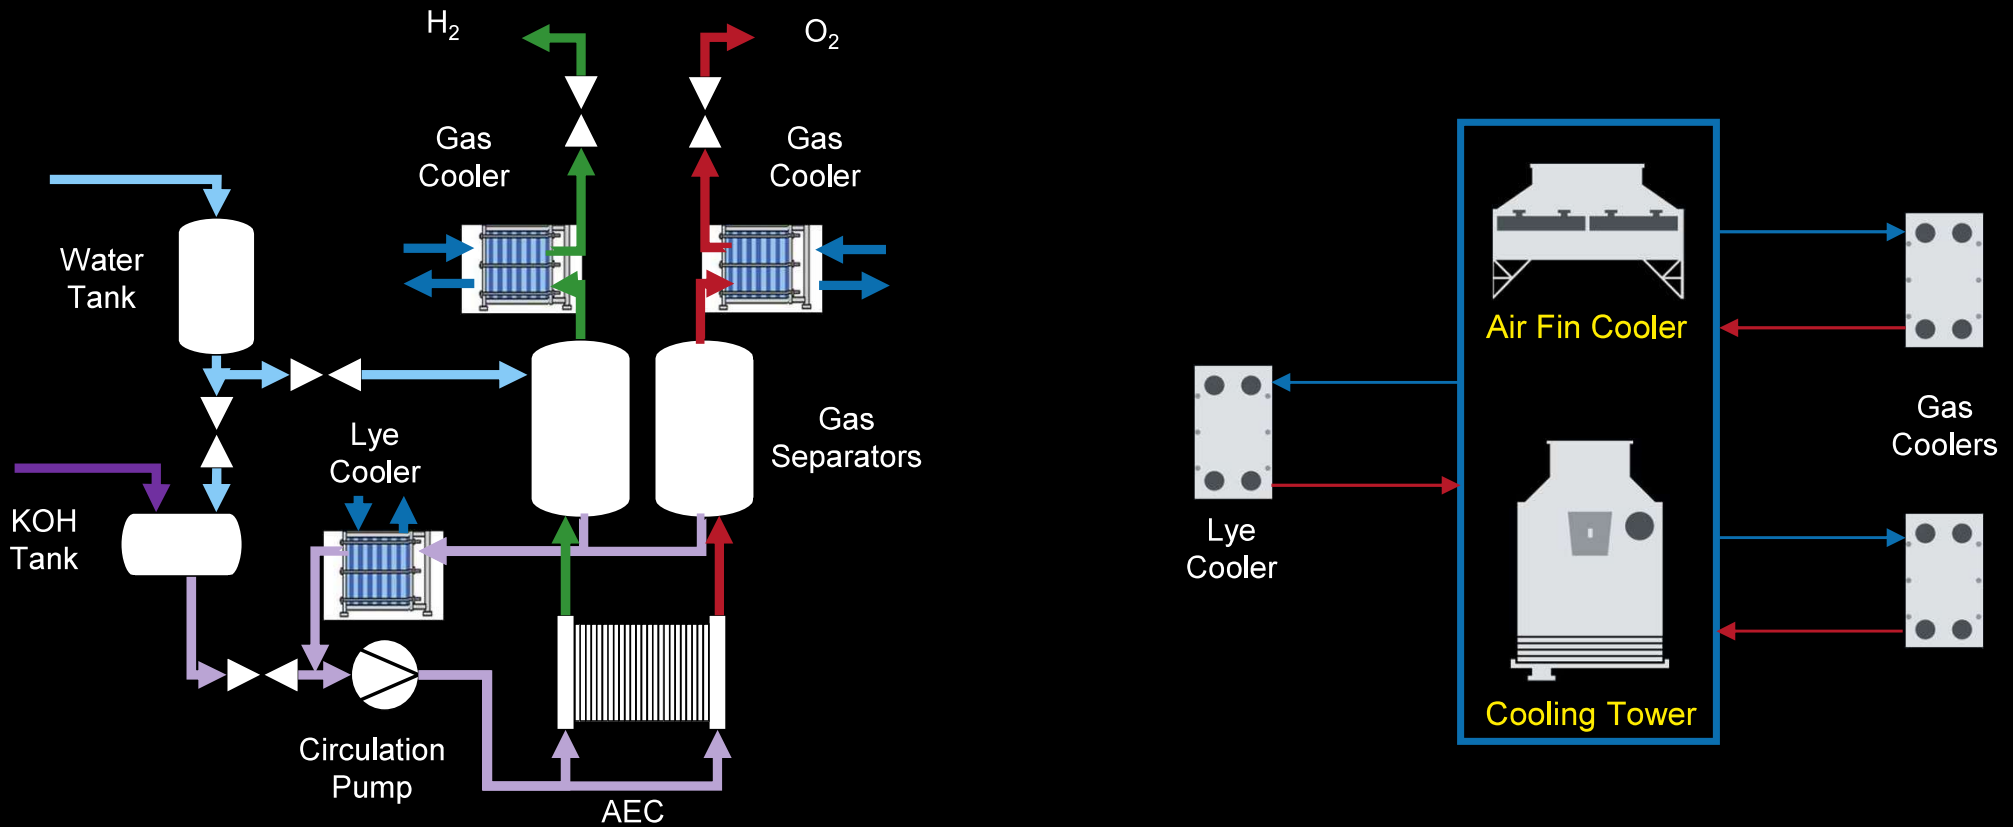 H₂
O₂
Gas
Cooler
Gas
Cooler
Water
Tank
Lye
Cooler
Gas
Separators
KOH
Tank
Circulation
Pump
AEC
Air Fin Cooler
Gas
Coolers
Lye
Cooler
Cooling Tower